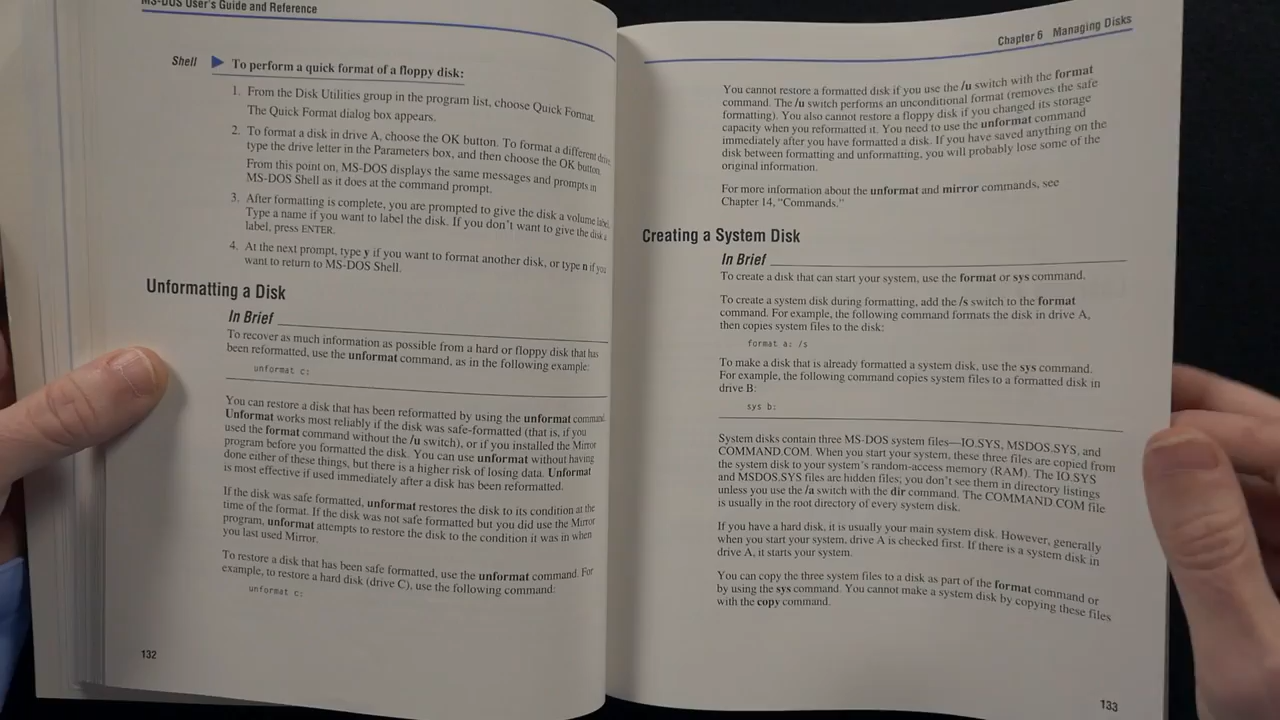 MS-DOS User's Guide and Reference
Shell ▶ To perform a quick format of a floppy disk:
1. From the Disk Utilities group in the program list, choose Quick Format.
The Quick Format dialog box appears.
2. To format a disk in drive A, choose the OK button. To format a different drive,
type the drive letter in the Parameters box, and then choose the OK button.
From this point on, MS-DOS displays the same messages and prompts in
MS-DOS Shell as it does at the command prompt.
3. After formatting is complete, you are prompted to give the disk a volume label.
Type a name if you want to label the disk. If you don't want to give the disk a
label, press ENTER.
4. At the next prompt, type y if you want to format another disk, or type n if you
want to return to MS-DOS Shell.
Unformatting a Disk
In Brief
To recover as much information as possible from a hard or floppy disk that has
been reformatted, use the unformat command, as in the following example:
unformat c:
You can restore a disk that has been reformatted by using the unformat command.
Unformat works most reliably if the disk was safe-formatted (that is, if you
used the format command without the /u switch), or if you installed the Mirror
program before you formatted the disk. You can use unformat without having
done either of these things, but there is a higher risk of losing data. Unformat
is most effective if used immediately after a disk has been reformatted.
If the disk was safe formatted, unformat restores the disk to its condition at the
time of the format. If the disk was not safe formatted but you did use the Mirror
program, unformat attempts to restore the disk to the condition it was in when
you last used Mirror.
To restore a disk that has been safe formatted, use the unformat command. For
example, to restore a hard disk (drive C), use the following command:
unformat c:
132
Chapter 6 Managing Disks
You cannot restore a formatted disk if you use the /u switch with the format
command. The /u switch performs an unconditional format (removes the safe
formatting). You also cannot restore a floppy disk if you changed its storage
capacity when you reformatted it. You need to use the unformat command
immediately after you have formatted a disk. If you have saved anything on the
disk between formatting and unformatting, you will probably lose some of the
original information.
For more information about the unformat and mirror commands, see
Chapter 14, "Commands."
Creating a System Disk
In Brief
To create a disk that can start your system, use the format or sys command.
To create a system disk during formatting, add the /s switch to the format
command. For example, the following command formats the disk in drive A,
then copies system files to the disk:
format a: /s
To make a disk that is already formatted a system disk, use the sys command.
For example, the following command copies system files to a formatted disk in
drive B:
sys b:
System disks contain three MS-DOS system files—IO.SYS, MSDOS.SYS, and
COMMAND.COM. When you start your system, these three files are copied from
the system disk to your system's random-access memory (RAM). The IO.SYS
and MSDOS.SYS files are hidden files; you don't see them in directory listings
unless you use the /a switch with the dir command. The COMMAND.COM file
is usually in the root directory of every system disk.
If you have a hard disk, it is usually your main system disk. However, generally
when you start your system, drive A is checked first. If there is a system disk in
drive A, it starts your system.
You can copy the three system files to a disk as part of the format command or
by using the sys command. You cannot make a system disk by copying these files
with the copy command.
133